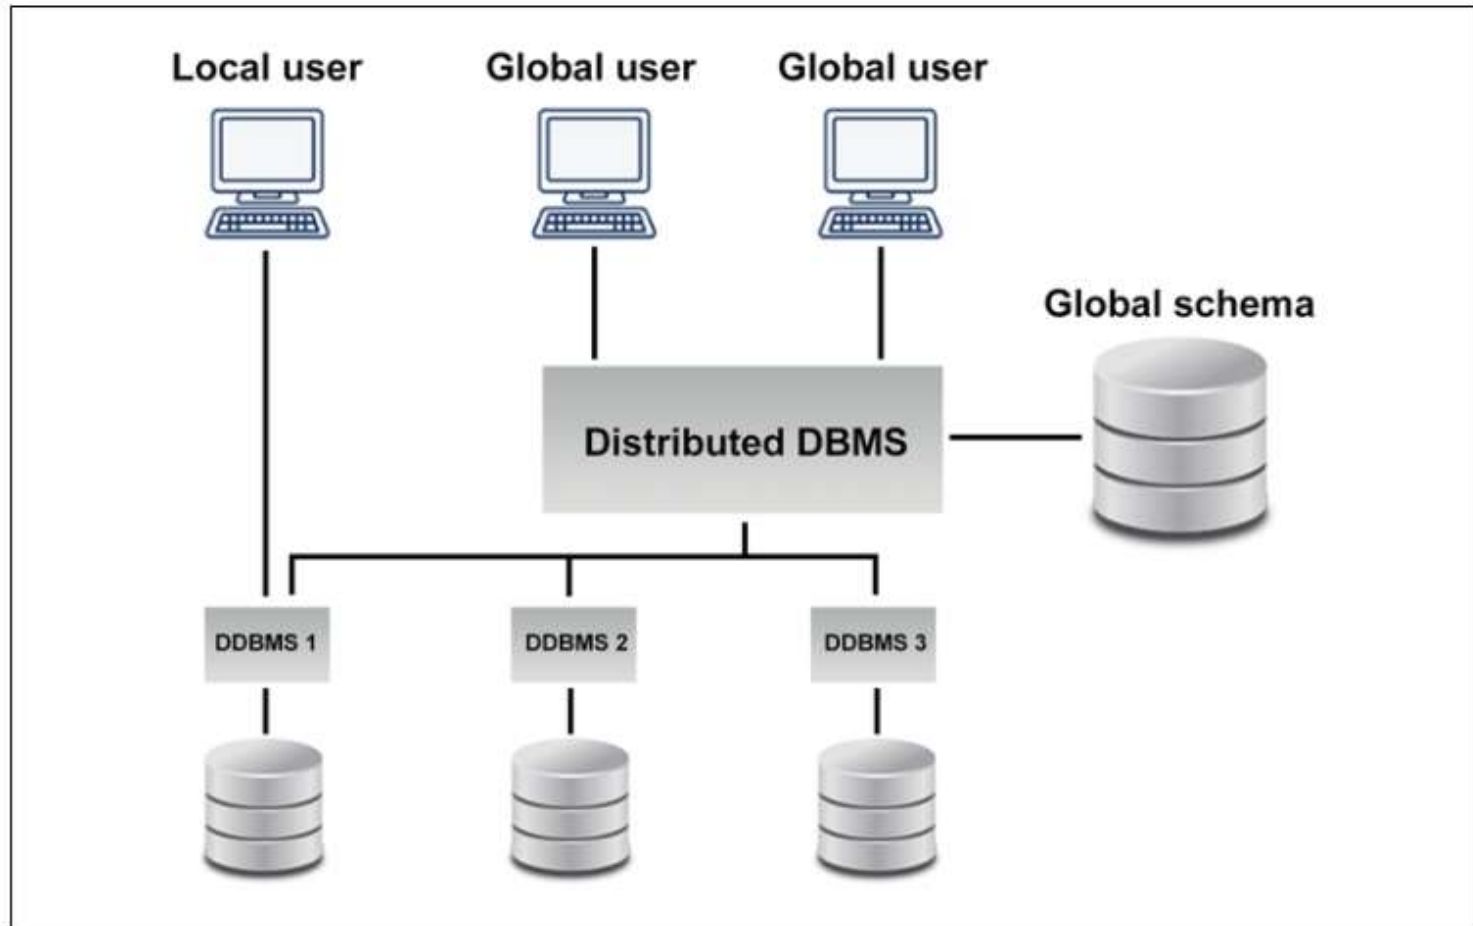 Local user
Global user
Global user
Global schema
Distributed DBMS
DDBMS 1
DDBMS 2
DDBMS 3